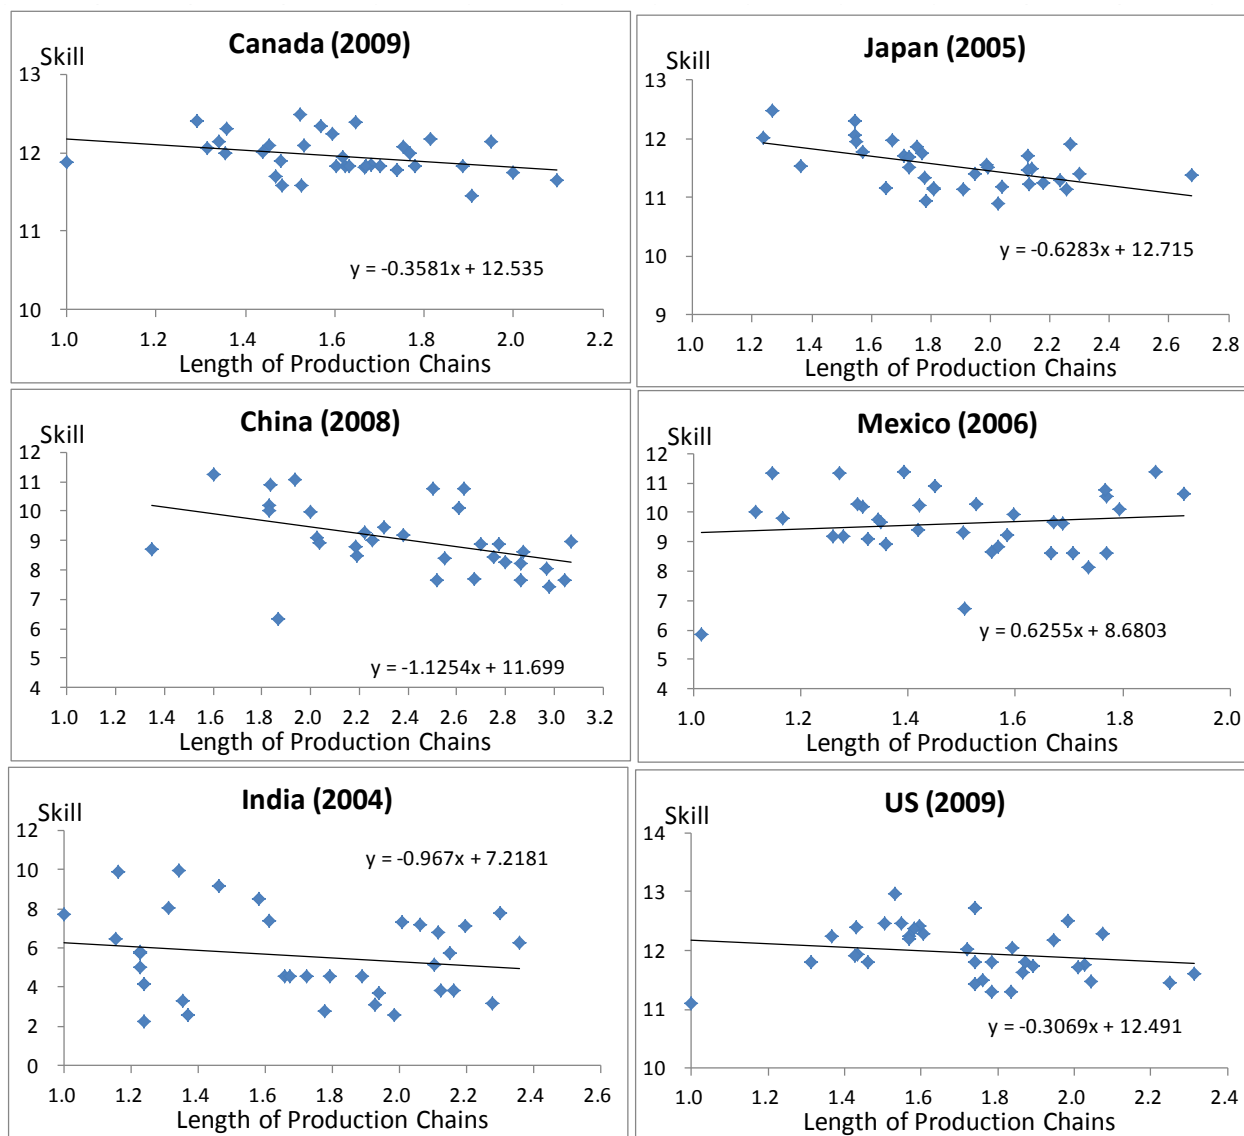 Canada (2009)
Skill
13
12
11
10
y = -0.3581x + 12.535
1.0 1.2 1.4 1.6 1.8 2.0 2.2
Length of Production Chains
Japan (2005)
Skill
13
12
11
10
9
y = -0.6283x + 12.715
1.0 1.2 1.4 1.6 1.8 2.0 2.2 2.4 2.6 2.8
Length of Production Chains
China (2008)
Skill
12
11
10
9
8
7
6
5
4
y = -1.1254x + 11.699
1.0 1.2 1.4 1.6 1.8 2.0 2.2 2.4 2.6 2.8 3.0 3.2
Length of Production Chains
Mexico (2006)
Skill
12
11
10
9
8
7
6
5
4
y = 0.6255x + 8.6803
1.0 1.2 1.4 1.6 1.8 2.0
Length of Production Chains
India (2004)
Skill
12
10
8
6
4
2
0
y = -0.967x + 7.2181
1.0 1.2 1.4 1.6 1.8 2.0 2.2 2.4 2.6
Length of Production Chains
US (2009)
Skill
14
13
12
11
10
y = -0.3069x + 12.491
1.0 1.2 1.4 1.6 1.8 2.0 2.2 2.4
Length of Production Chains